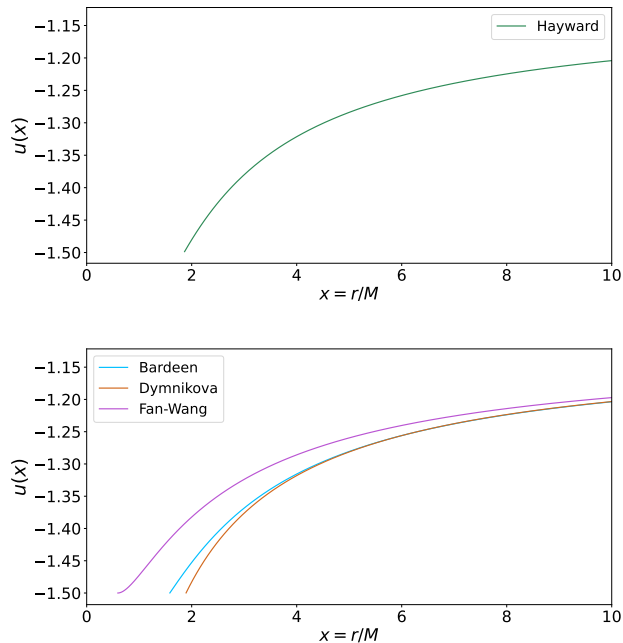 Hayward
−1.15
−1.20
−1.25
−1.30
−1.35
−1.40
−1.45
−1.50
u(x)
0 2 4 6 8 10
x = r/M
Bardeen
Dymnikova
Fan-Wang
−1.15
−1.20
−1.25
−1.30
−1.35
−1.40
−1.45
−1.50
u(x)
0 2 4 6 8 10
x = r/M